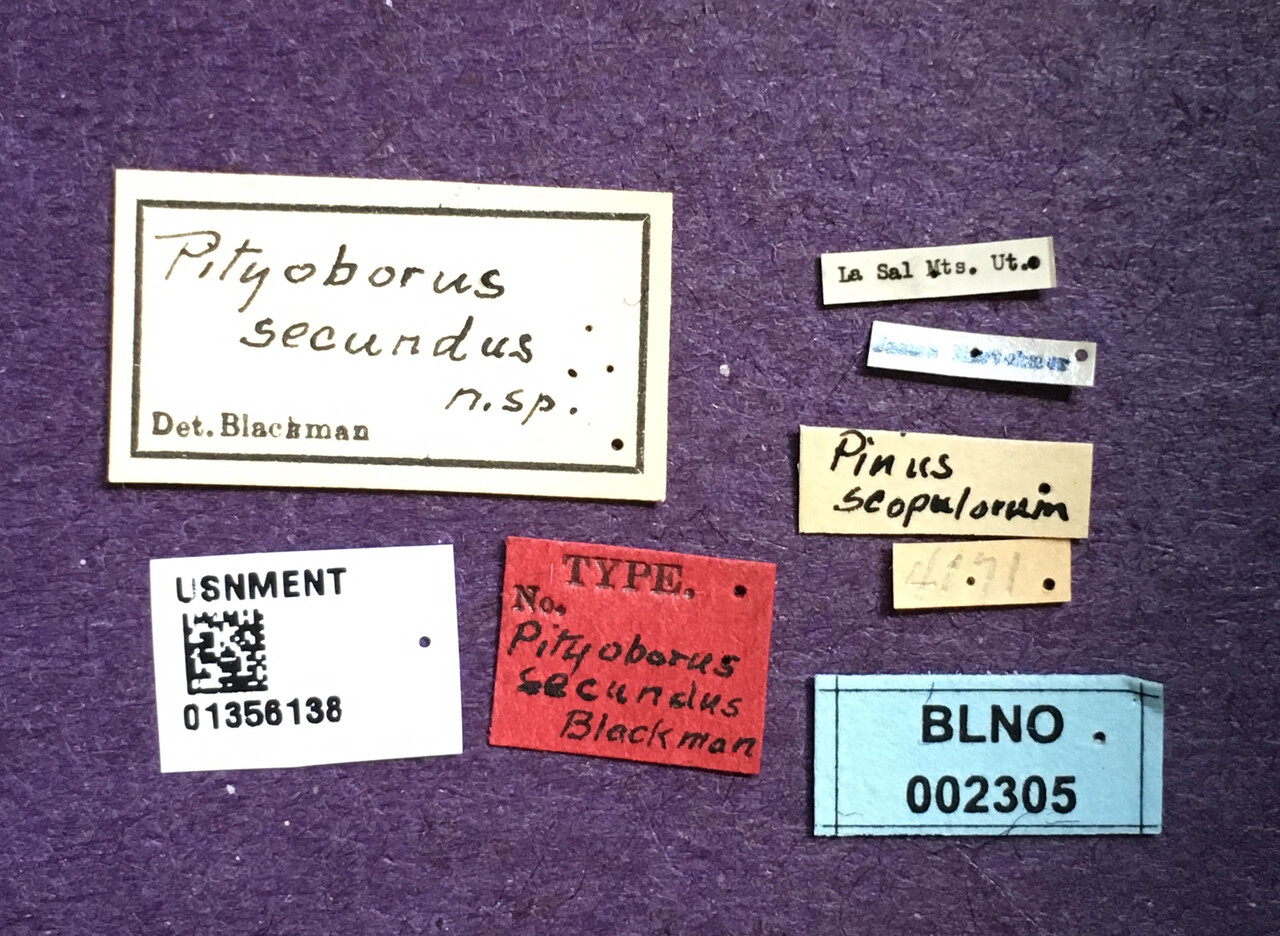 Pityoborus
secundus
n.sp.
Det. Blackman
La Sal Mts. Ut.
Pinus
scopulorum
USNMENT
01356138
TYPE.
No.
Pityoborus
secundus
Blackman
BLNO
002305